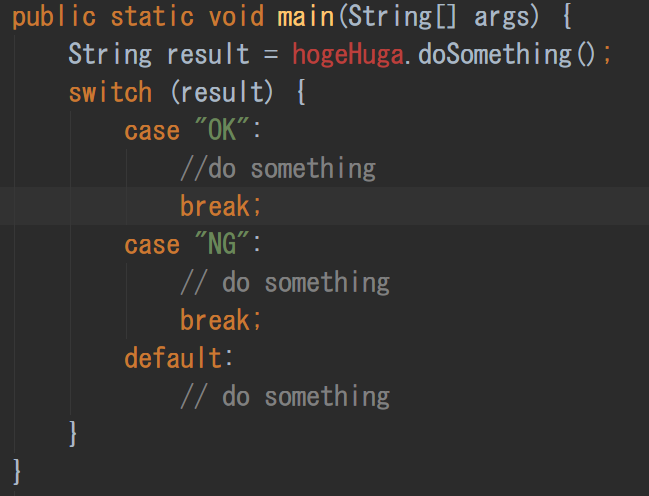 public static void main(String[] args) {
    String result = hogeHuga.doSomething();
    switch (result) {
        case "OK":
            //do something
            break;
        case "NG":
            // do something
            break;
        default:
            // do something
    }
}